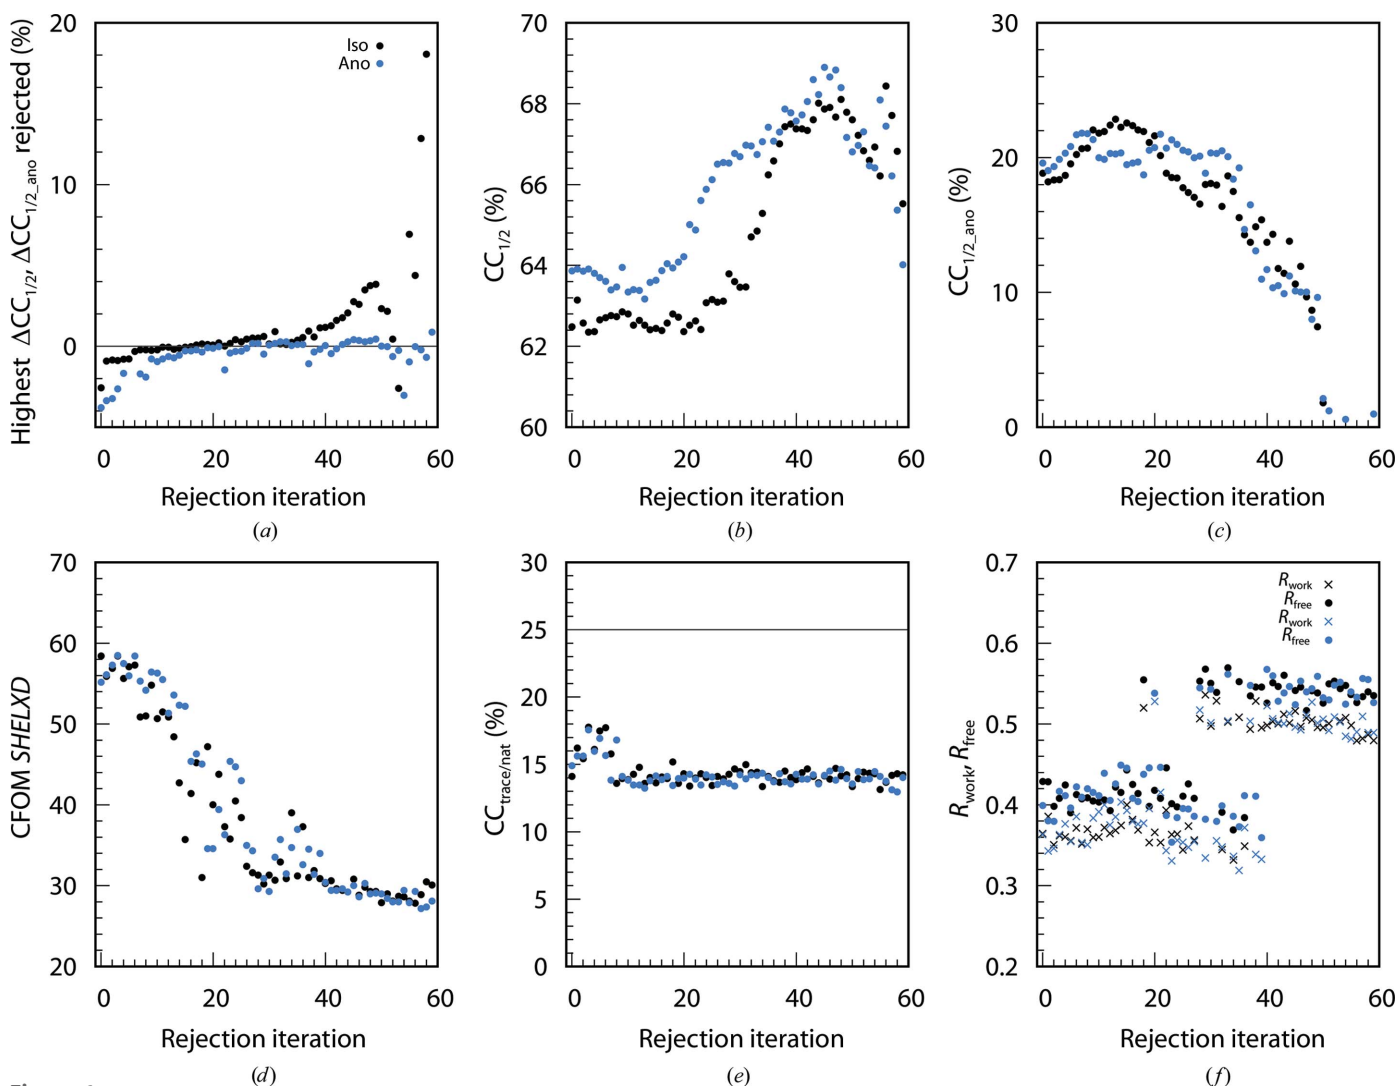 Highest ΔCC1/2, ΔCC1/2_ano rejected (%)
20
10
0
Iso
Ano
0 20 40 60
Rejection iteration
(a)
CC1/2 (%)
70
68
66
64
62
60
0 20 40 60
Rejection iteration
(b)
CC1/2_ano (%)
30
20
10
0
0 20 40 60
Rejection iteration
(c)
CFOM SHELXD
70
60
50
40
30
20
0 20 40 60
Rejection iteration
(d)
CCtrace/nat (%)
30
25
20
15
10
5
0
0 20 40 60
Rejection iteration
(e)
Rwork, Rfree
0.7
0.6
0.5
0.4
0.3
0.2
Rwork
Rfree
Rwork
Rfree
0 20 40 60
Rejection iteration
(f)